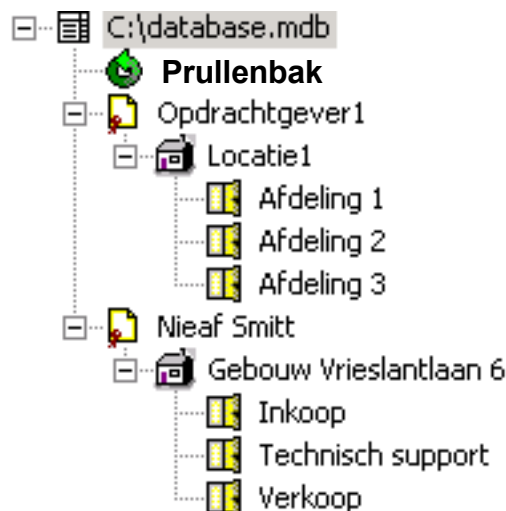 C:\database.mdb
Prullenbak
Opdrachtgever1
Locatie1
Afdeling 1
Afdeling 2
Afdeling 3
Nieaf Smitt
Gebouw Vrieslantlaan 6
Inkoop
Technisch support
Verkoop